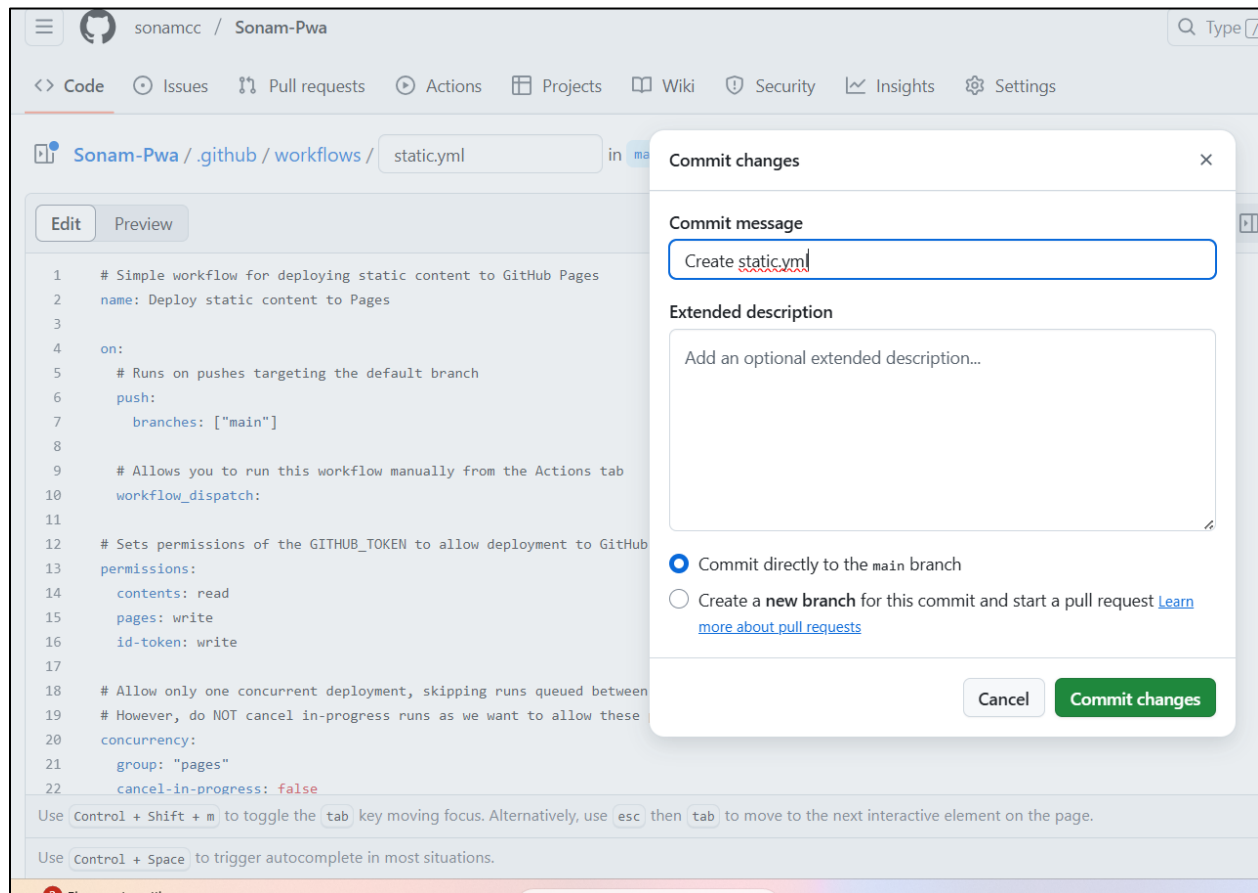 sonamcc / Sonam-Pwa
Type /
Code Issues Pull requests Actions Projects Wiki Security Insights Settings
Sonam-Pwa / .github / workflows / static.yml in
Edit Preview
1 # Simple workflow for deploying static content to GitHub Pages
2 name: Deploy static content to Pages
3
4 on:
5 # Runs on pushes targeting the default branch
6 push:
7 branches: ["main"]
8
9 # Allows you to run this workflow manually from the Actions tab
10 workflow_dispatch:
11
12 # Sets permissions of the GITHUB_TOKEN to allow deployment to GitHub
13 permissions:
14 contents: read
15 pages: write
16 id-token: write
17
18 # Allow only one concurrent deployment, skipping runs queued between
19 # However, do NOT cancel in-progress runs as we want to allow these
20 concurrency:
21 group: "pages"
22 cancel-in-progress: false
Use Control + Shift + m to toggle the tab key moving focus. Alternatively, use esc then tab to move to the next interactive element on the page.
Use Control + Space to trigger autocomplete in most situations.
Commit changes
Commit message
Create static.yml
Extended description
Add an optional extended description...
Commit directly to the main branch
Create a new branch for this commit and start a pull request Learn
more about pull requests
Cancel Commit changes